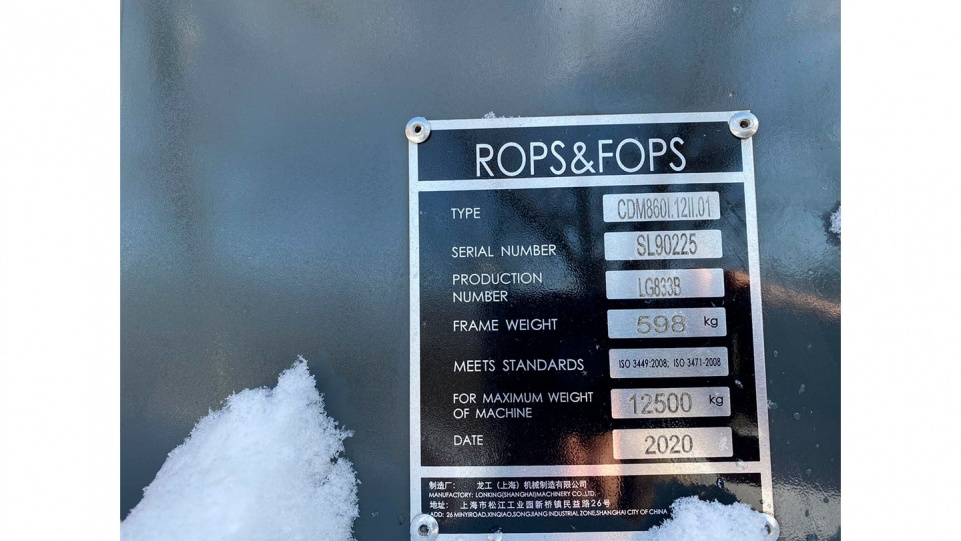 ROPS&FOPS
TYPE CDM860I.12II.01
SERIAL NUMBER SL90225
PRODUCTION NUMBER LG833B
FRAME WEIGHT 598 kg
MEETS STANDARDS ISO 3449:2008; ISO 3471-2008
FOR MAXIMUM WEIGHT OF MACHINE 12500 kg
DATE 2020
制造厂: 龙工(上海)机械制造有限公司
MANUFACTORY: LONKING(SHANGHAI)MACHINERY CO.,LTD.
地址: 上海市松江工业园新桥镇民益路26号
ADD: 26 MINYIROAD,XINQIAO,SONGJIANG INDUSTRIAL ZONE,SHANGHAI CITY OF CHINA